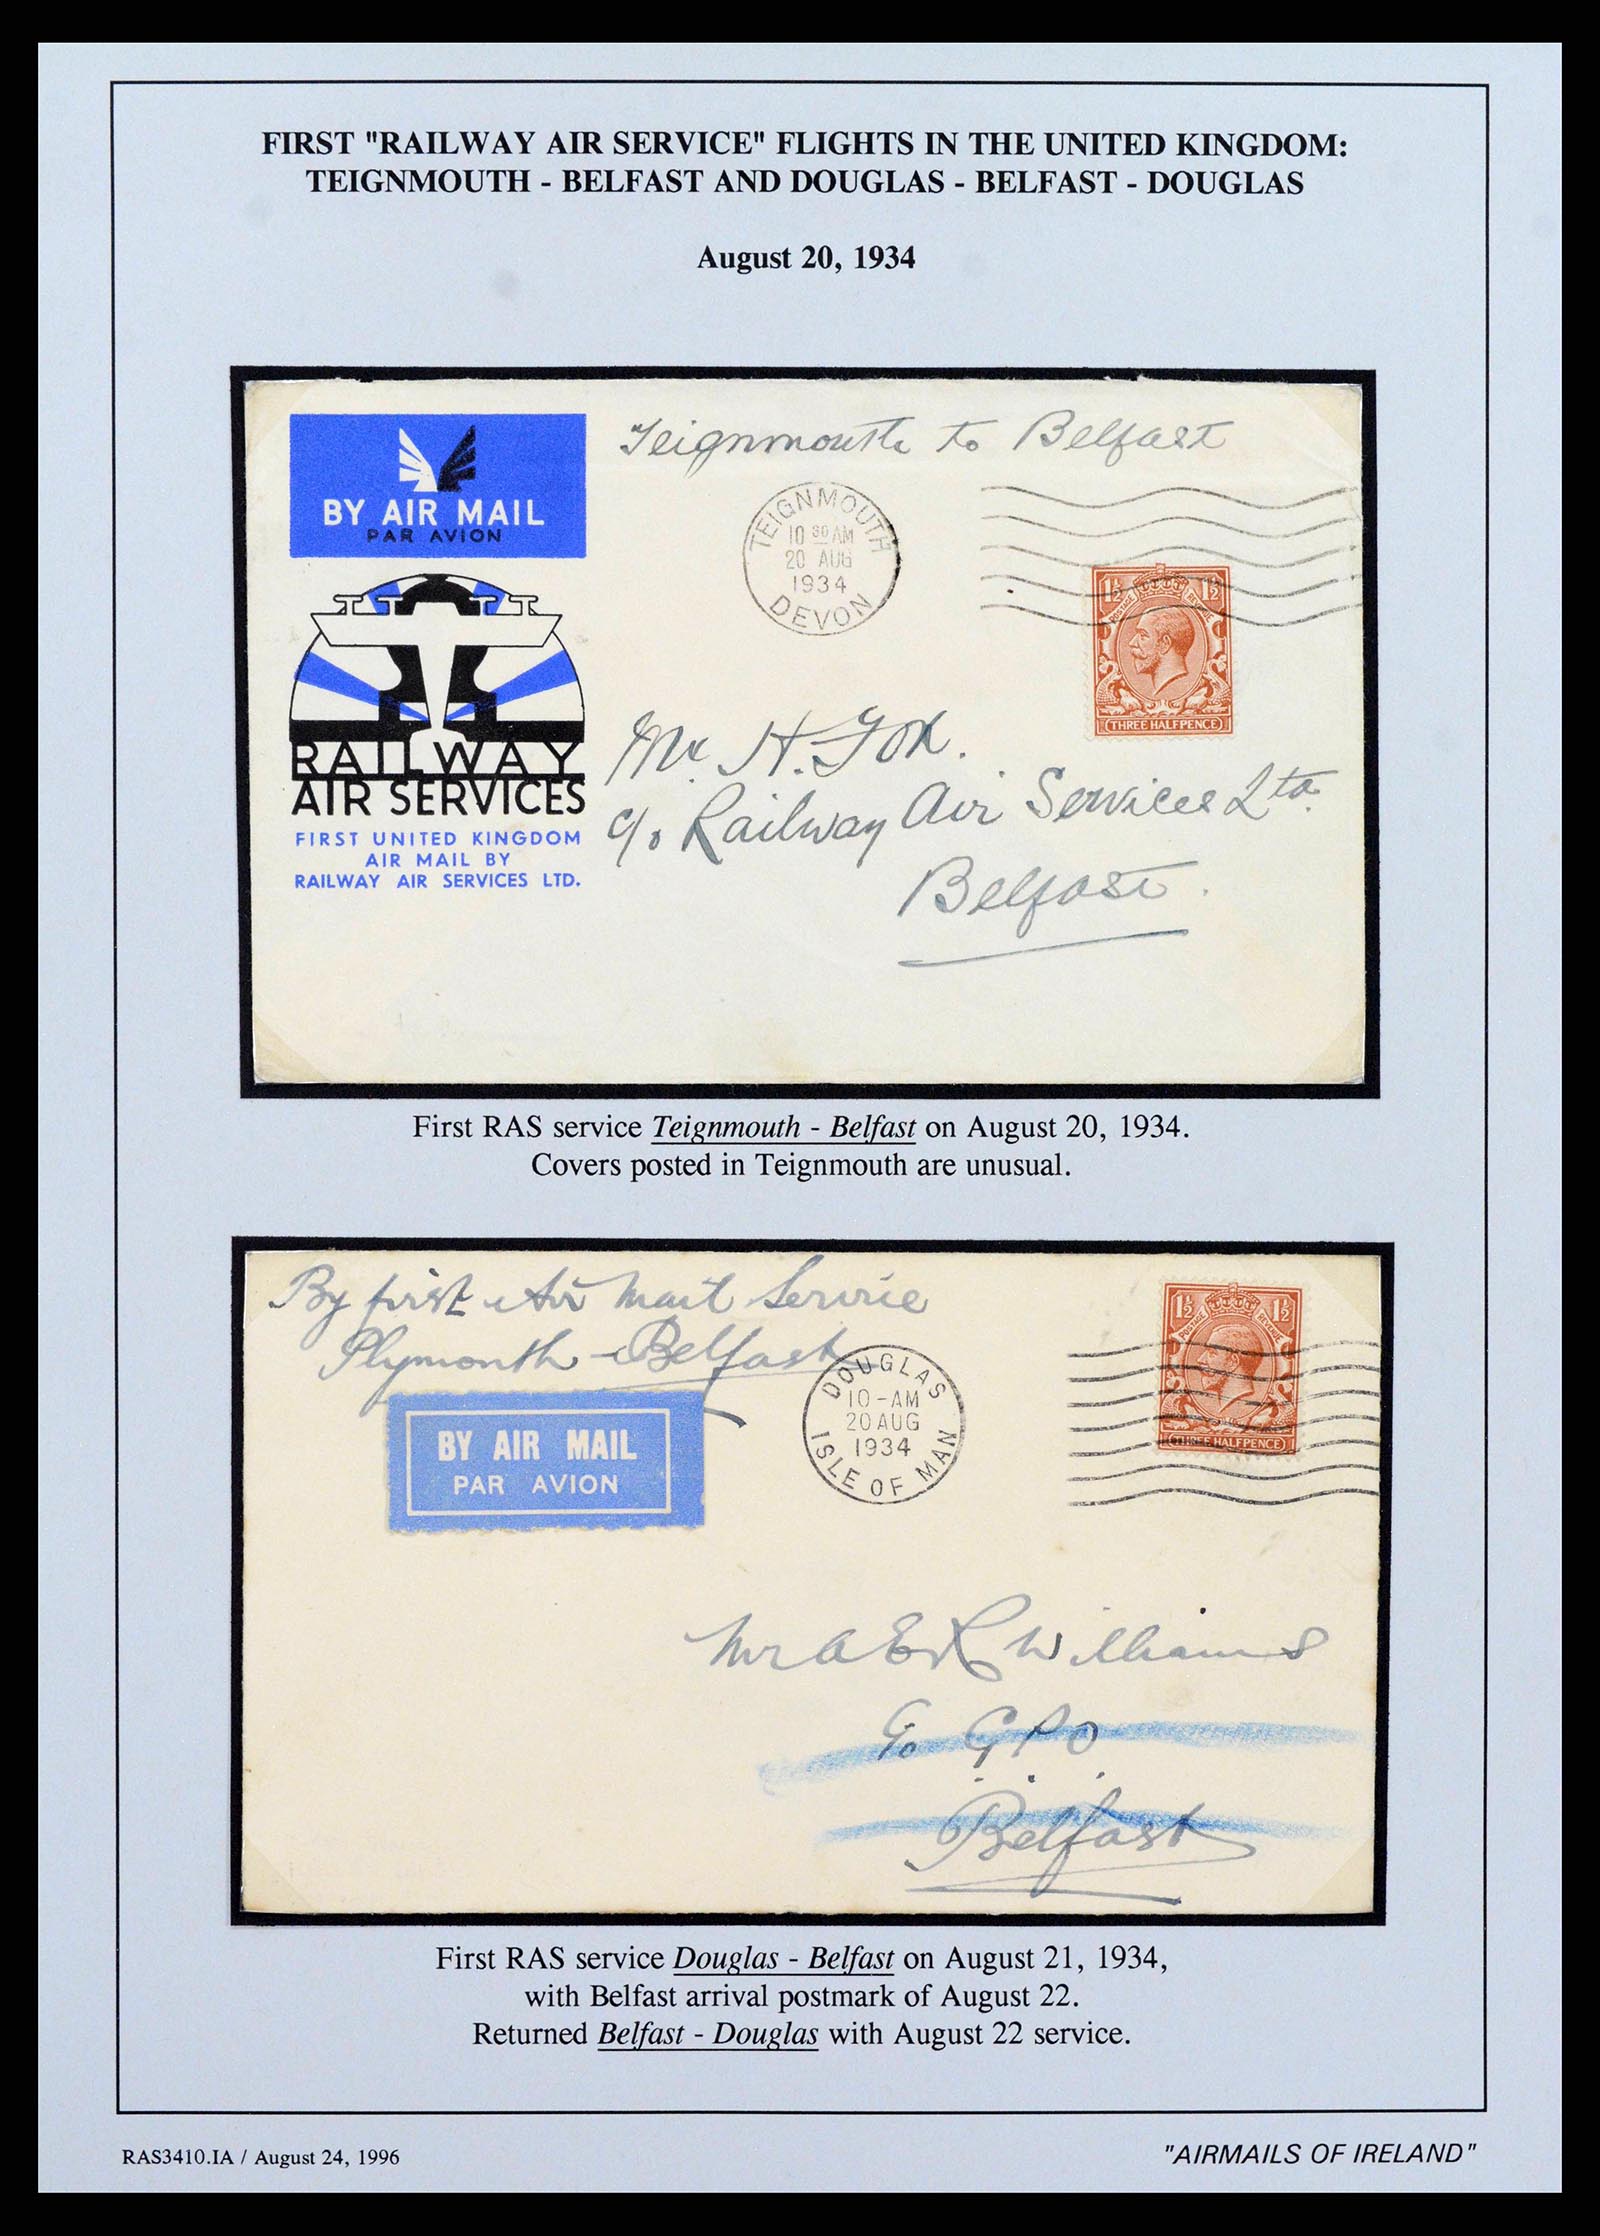 FIRST "RAILWAY AIR SERVICE" FLIGHTS IN THE UNITED KINGDOM:
TEIGNMOUTH - BELFAST AND DOUGLAS - BELFAST - DOUGLAS
August 20, 1934
BY AIR MAIL
PAR AVION
RAILWAY
AIR SERVICES
FIRST UNITED KINGDOM
AIR MAIL BY
RAILWAY AIR SERVICES LTD.
Teignmouth to Belfast
TEIGNMOUTH
10 30 AM
20 AUG
1934
DEVON
1½ 1½
POSTAGE REVENUE
THREE HALFPENCE
Mr. H. Fox.
c/o Railway Air Services Ltd.
Belfast.
First RAS service Teignmouth - Belfast on August 20, 1934.
Covers posted in Teignmouth are unusual.
By first Air Mail Service
Plymouth - Belfast
BY AIR MAIL
PAR AVION
DOUGLAS
10-AM
20 AUG
1934
ISLE OF MAN
1½ 1½
POSTAGE REVENUE
THREE HALFPENCE
Mr A E R Williams
c/o G P O
Belfast
First RAS service Douglas - Belfast on August 21, 1934,
with Belfast arrival postmark of August 22.
Returned Belfast - Douglas with August 22 service.
RAS3410.IA / August 24, 1996
"AIRMAILS OF IRELAND"